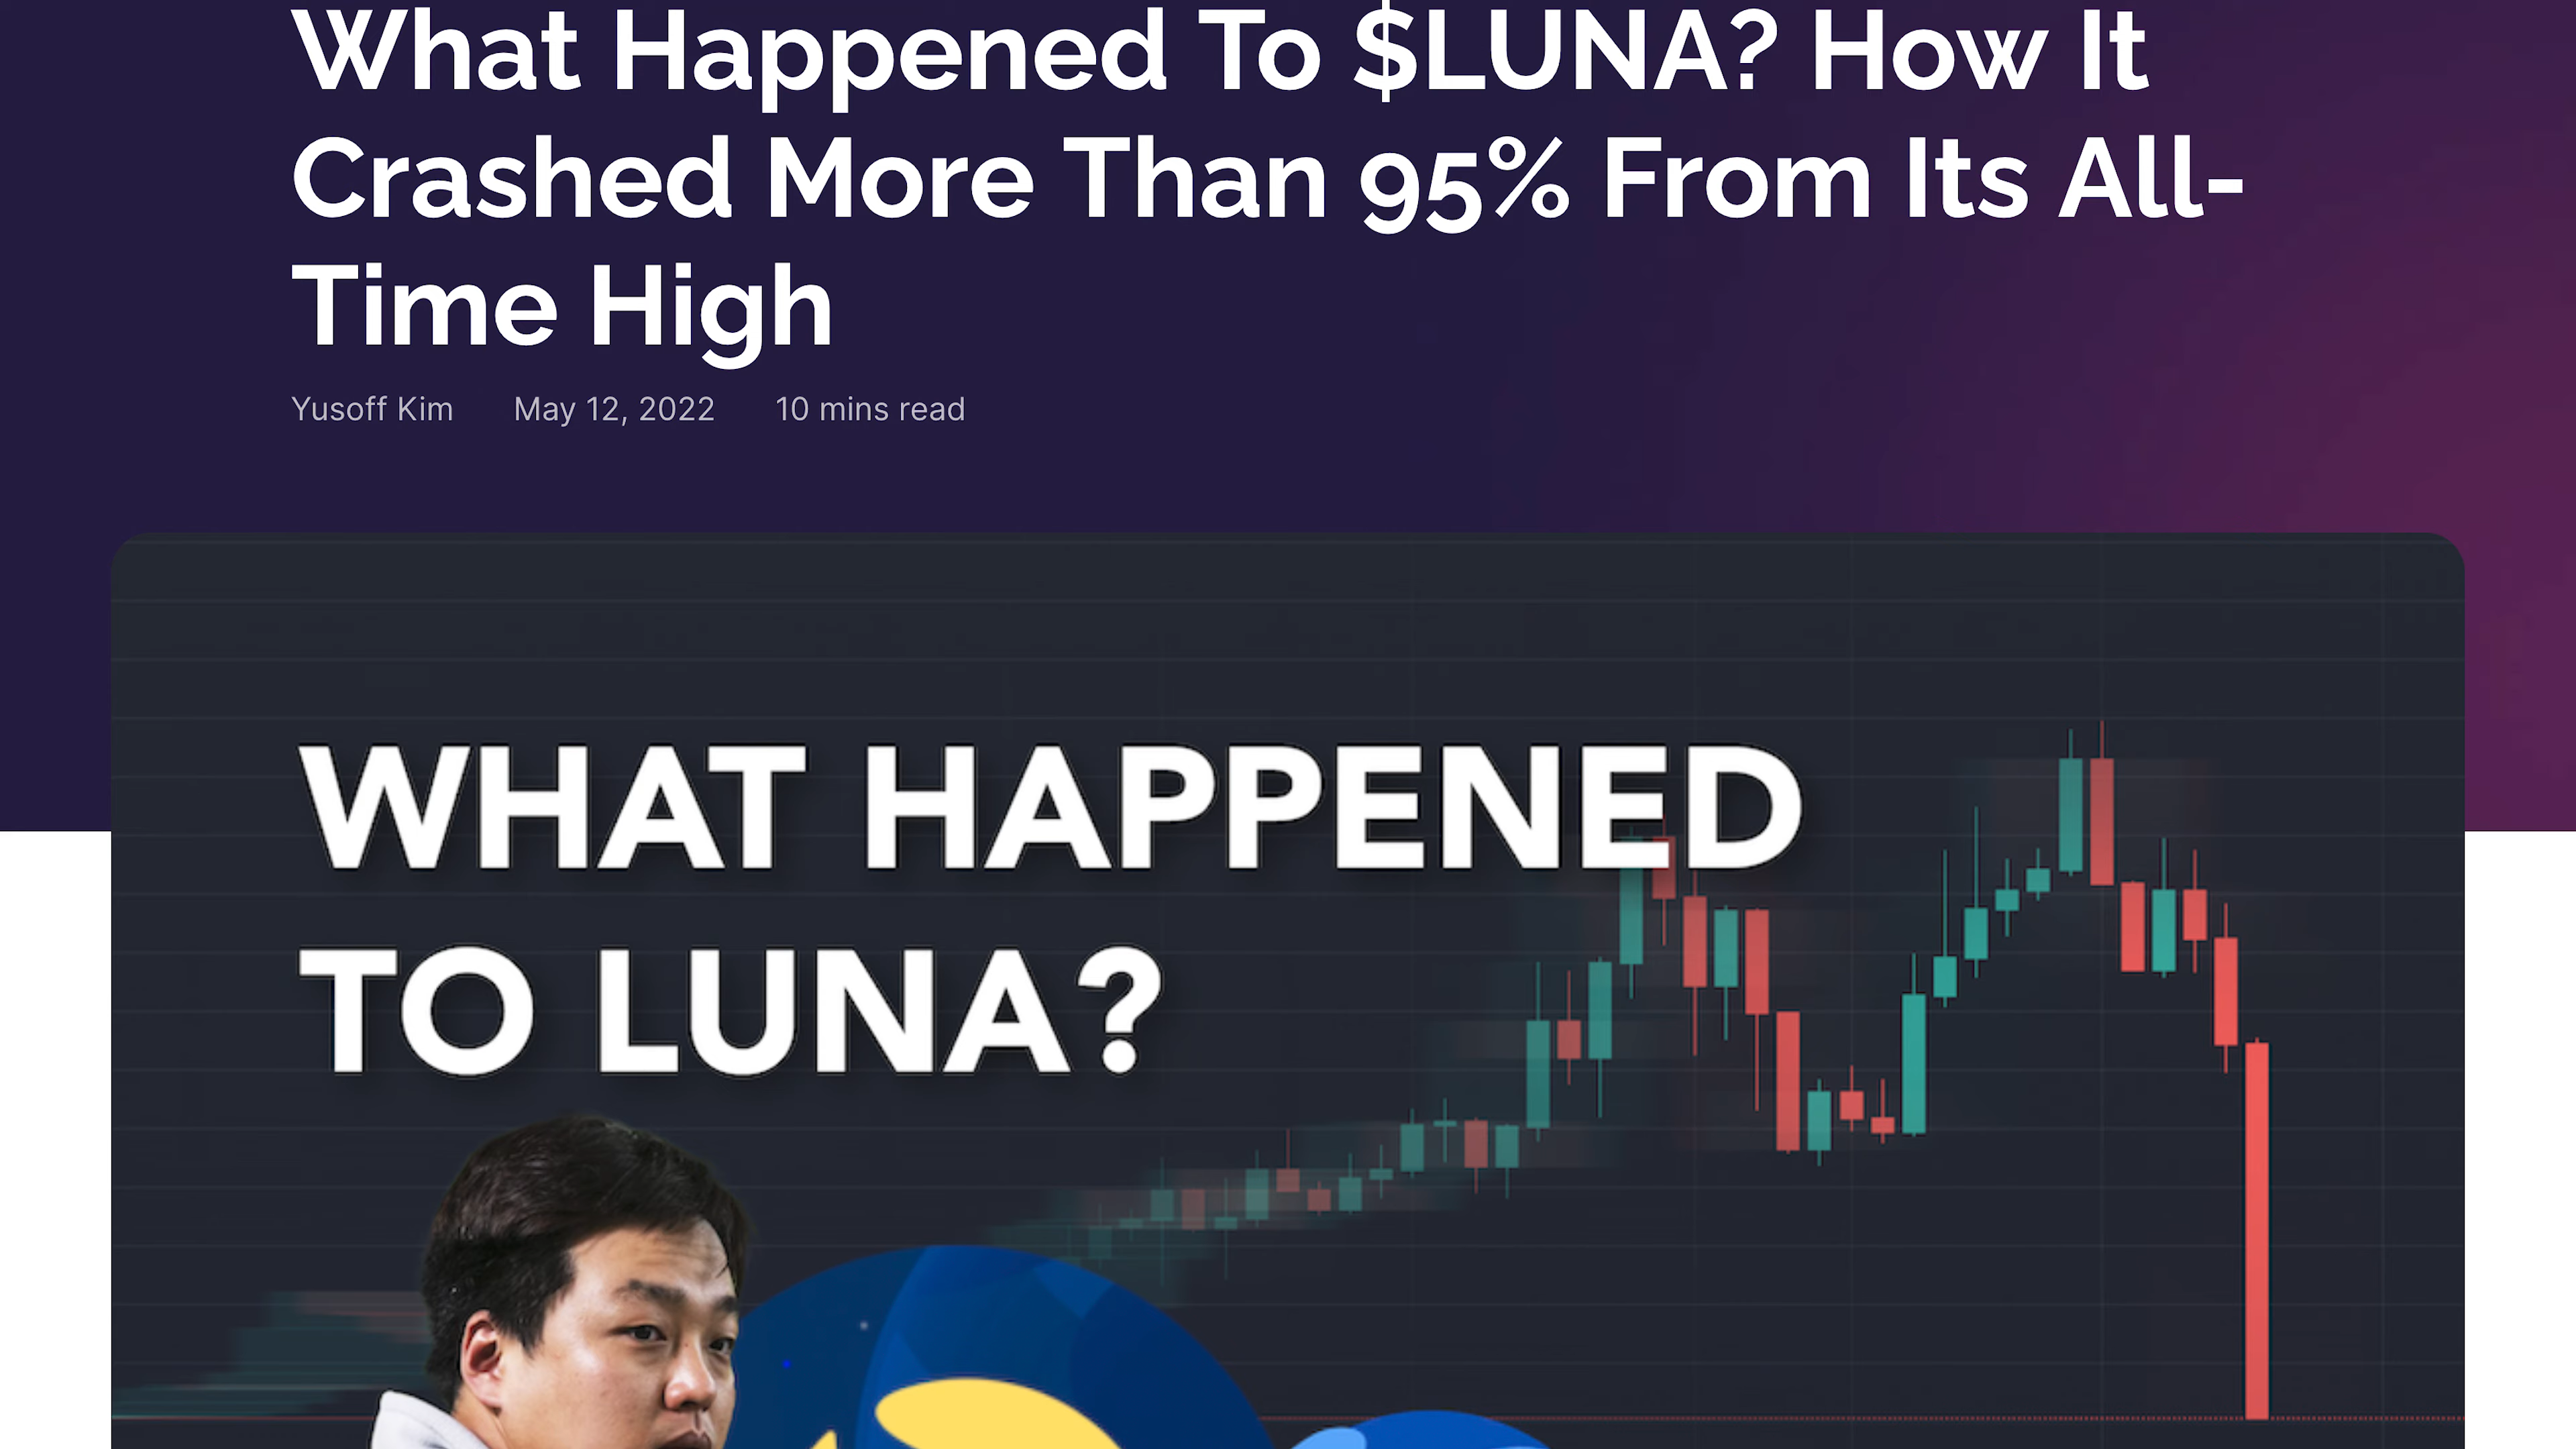 What Happened To $LUNA? How It
Crashed More Than 95% From Its All-
Time High
Yusoff Kim May 12, 2022 10 mins read
WHAT HAPPENED
TO LUNA?